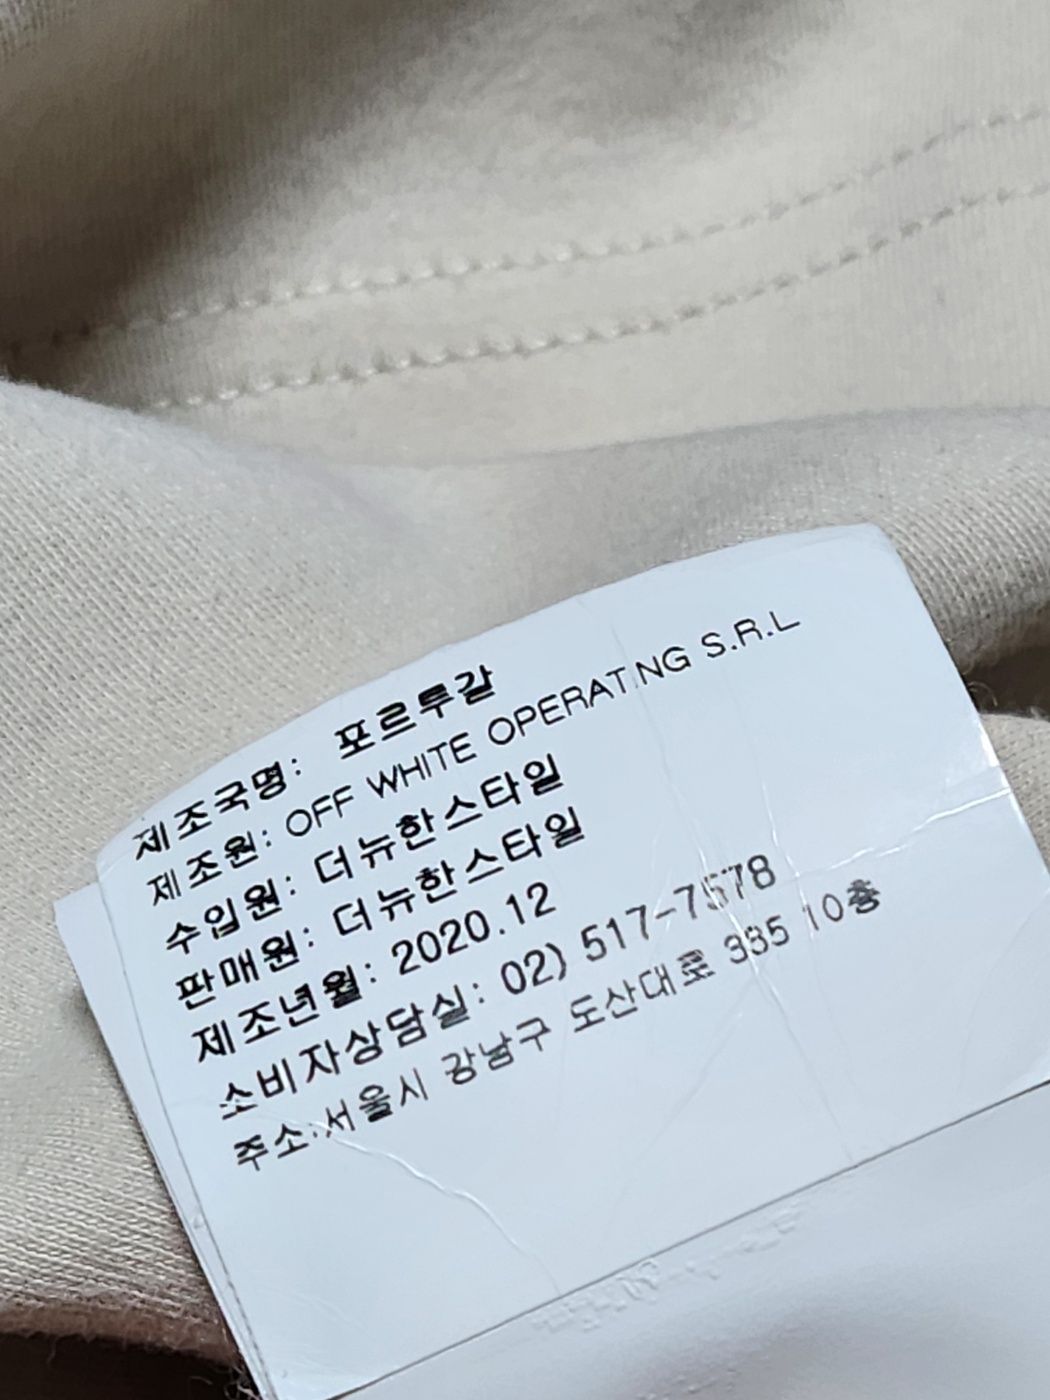 제조국명: 포르투갈
제조원: OFF WHITE OPERATING S.R.L
수입원: 더뉴한스타일
판매원: 더뉴한스타일
제조년월: 2020.12
소비자상담실: 02) 517-7578
주소:서울시 강남구 도산대로 335 10층